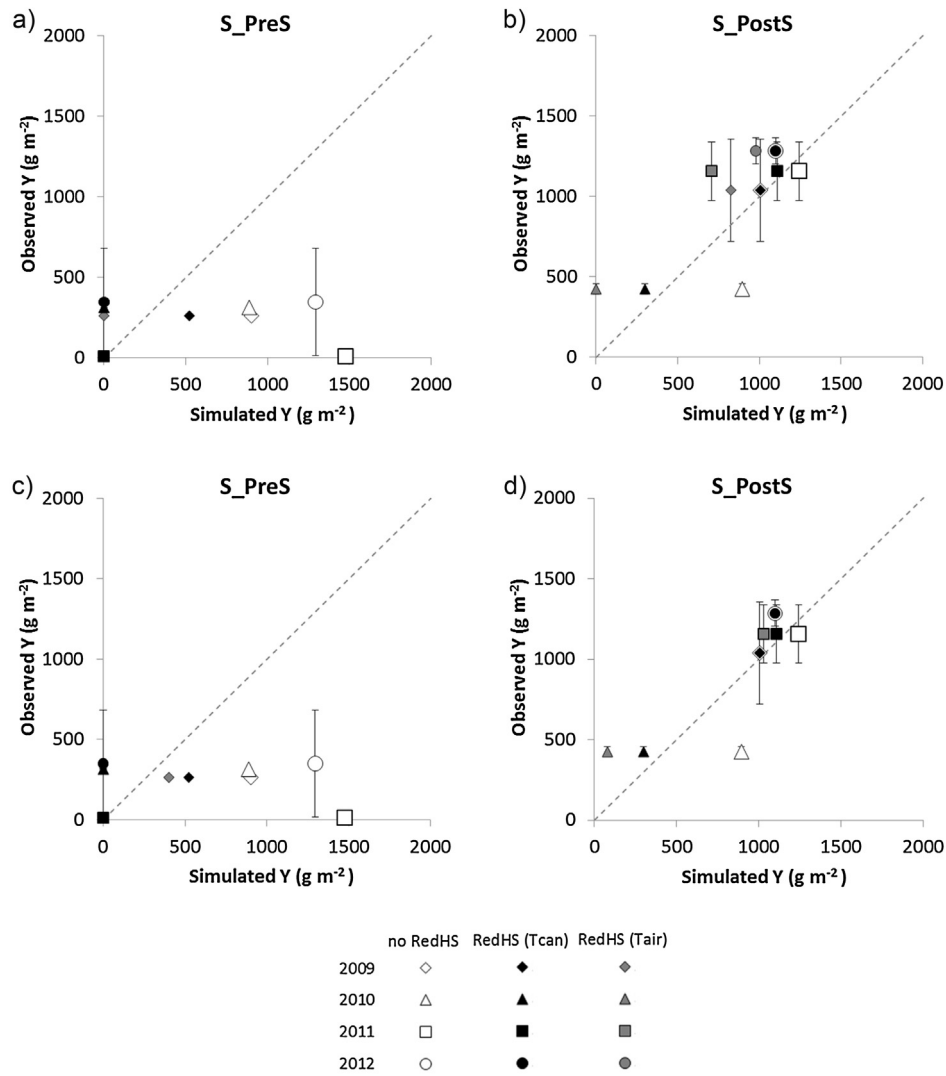 a) S_PreS
2000
1500
1000
500
0
Observed Y (g m-2)
0 500 1000 1500 2000
Simulated Y (g m-2 )
b) S_PostS
2000
1500
1000
500
0
Observed Y (g m-2)
0 500 1000 1500 2000
Simulated Y (g m-2 )
c) S_PreS
2000
1500
1000
500
0
Observed Y (g m-2)
0 500 1000 1500 2000
Simulated Y (g m-2 )
d) S_PostS
2000
1500
1000
500
0
Observed Y (g m-2)
0 500 1000 1500 2000
Simulated Y (g m-2 )
no RedHS RedHS (Tcan) RedHS (Tair)
2009
2010
2011
2012